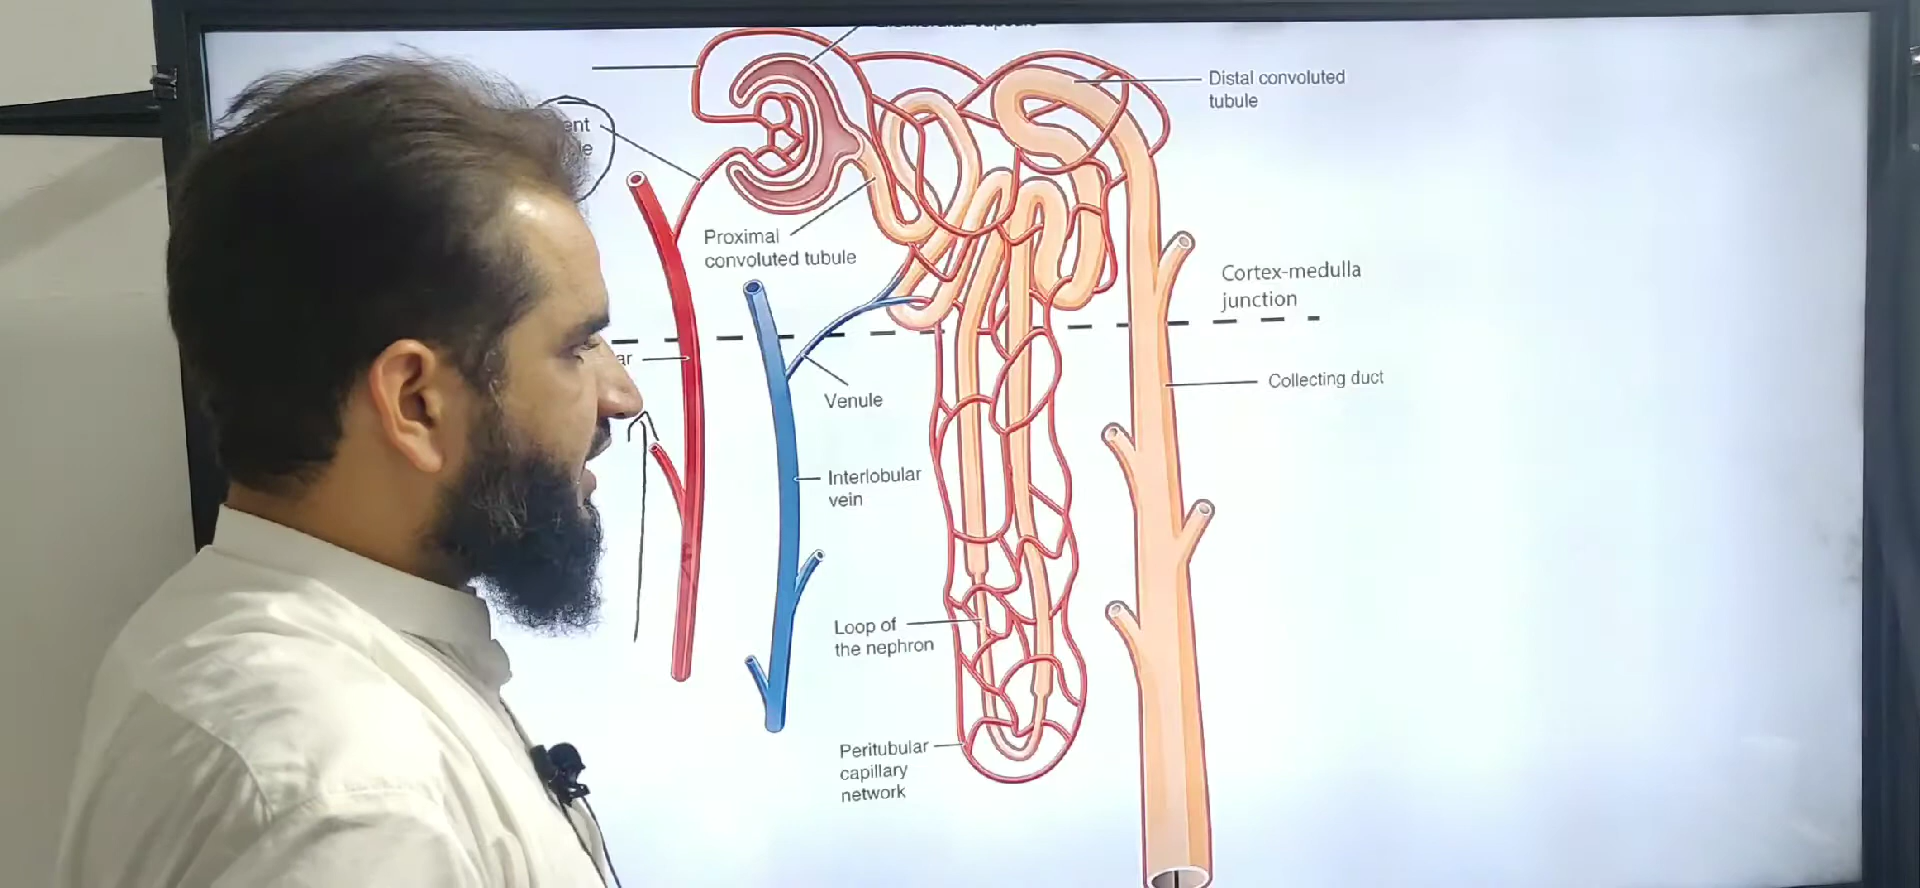 Distal convoluted
tubule
Proximal
convoluted tubule
Cortex-medulla
junction
Collecting duct
Venule
Interlobular
vein
Loop of
the nephron
Peritubular
capillary
network